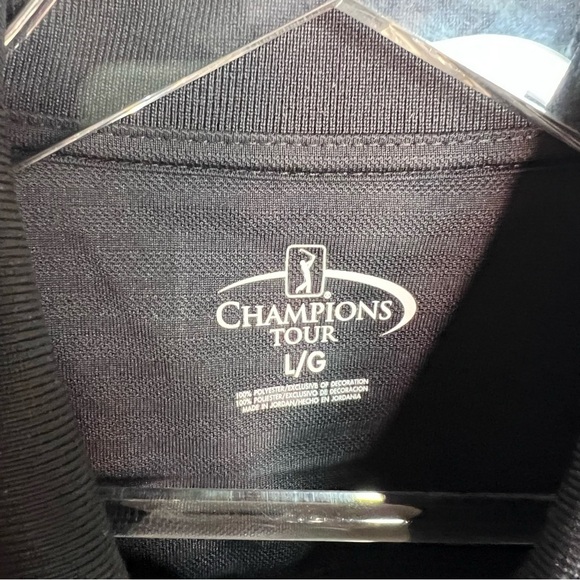 CHAMPIONS
TOUR
L/G
100% POLYESTER/EXCLUSIVE OF DECORATION
100% POLIESTER/EXCLUSIVO DE DECORACION
MADE IN JORDAN/HECHO EN JORDANIA